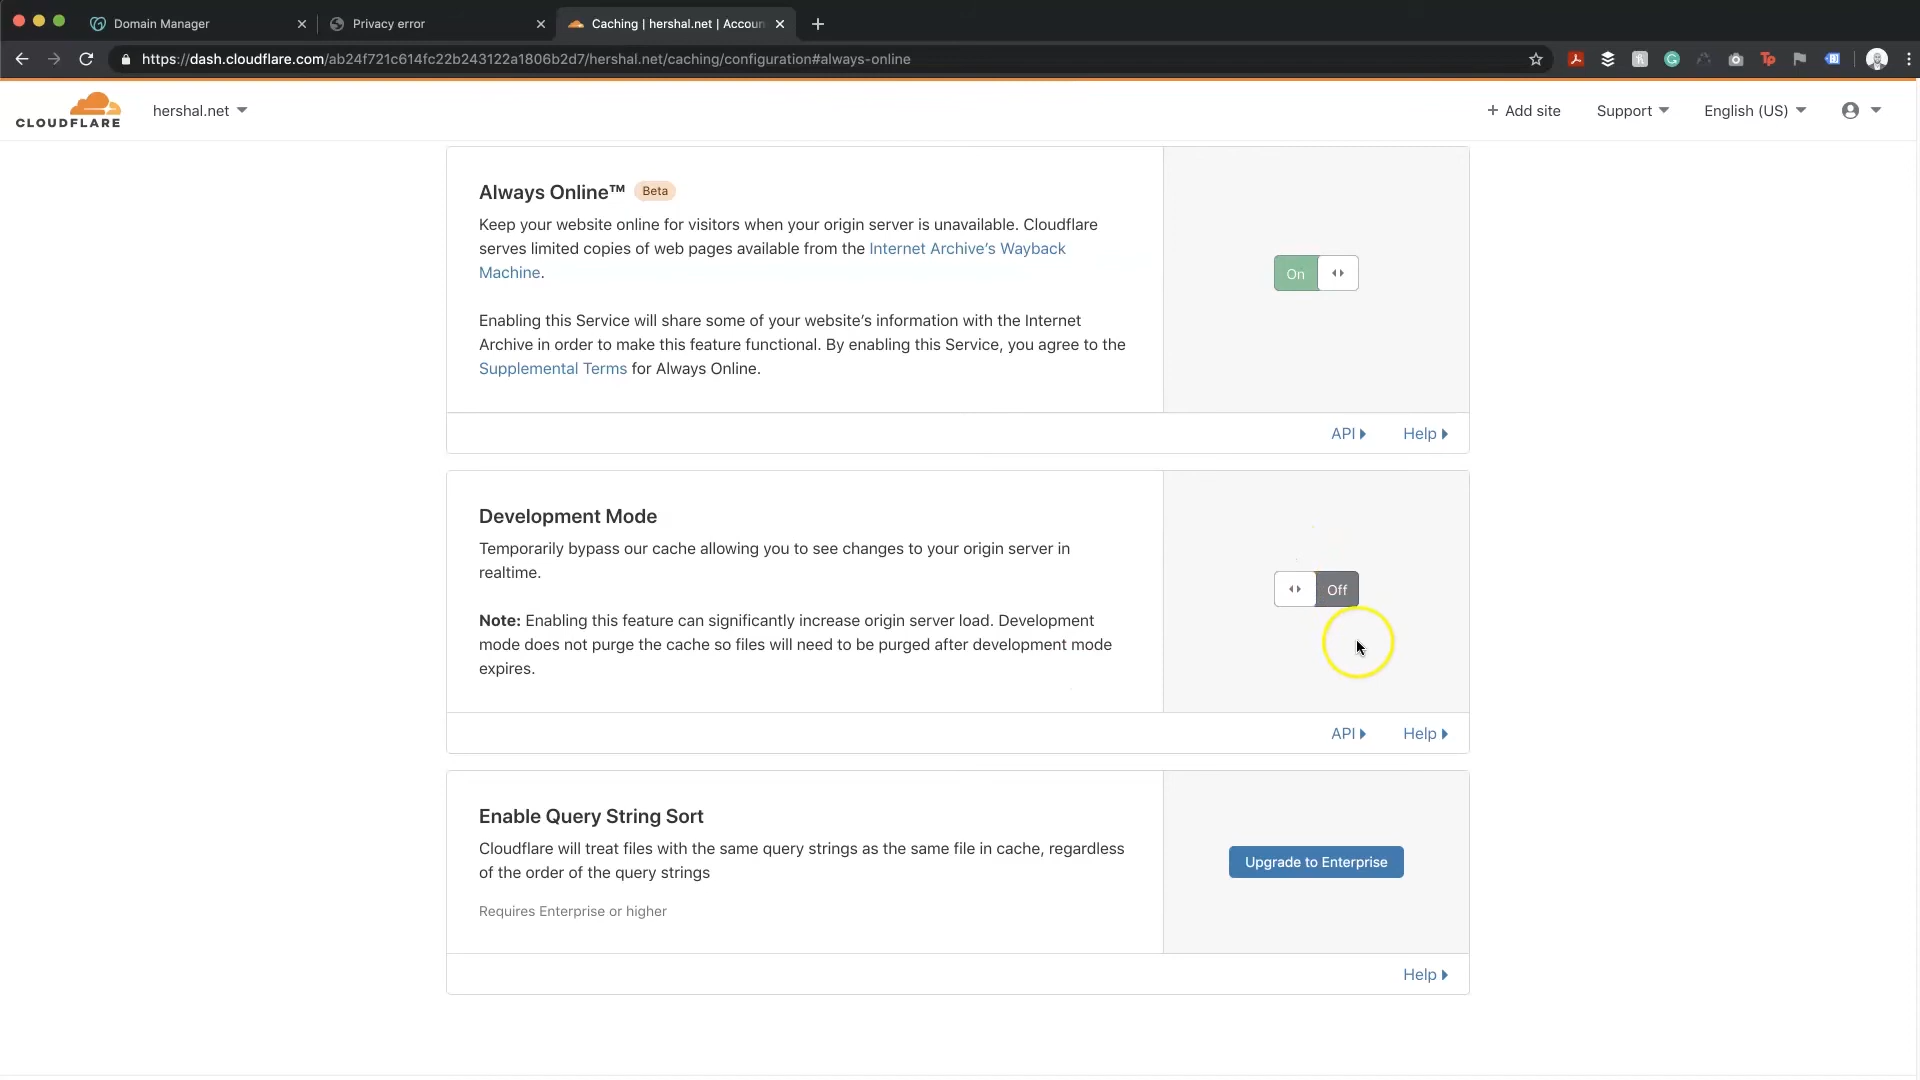 Domain Manager
Privacy error
Caching | hershal.net | Accoun
https://dash.cloudflare.com/ab24f721c614fc22b243122a1806b2d7/hershal.net/caching/configuration#always-online
CLOUDFLARE
hershal.net
+ Add site
Support
English (US)
Always Online™ Beta
Keep your website online for visitors when your origin server is unavailable. Cloudflare
serves limited copies of web pages available from the Internet Archive's Wayback
Machine.
On
Enabling this Service will share some of your website's information with the Internet
Archive in order to make this feature functional. By enabling this Service, you agree to the
Supplemental Terms for Always Online.
API
Help
Development Mode
Temporarily bypass our cache allowing you to see changes to your origin server in
realtime.
Off
Note: Enabling this feature can significantly increase origin server load. Development
mode does not purge the cache so files will need to be purged after development mode
expires.
API
Help
Enable Query String Sort
Cloudflare will treat files with the same query strings as the same file in cache, regardless
of the order of the query strings
Upgrade to Enterprise
Requires Enterprise or higher
Help